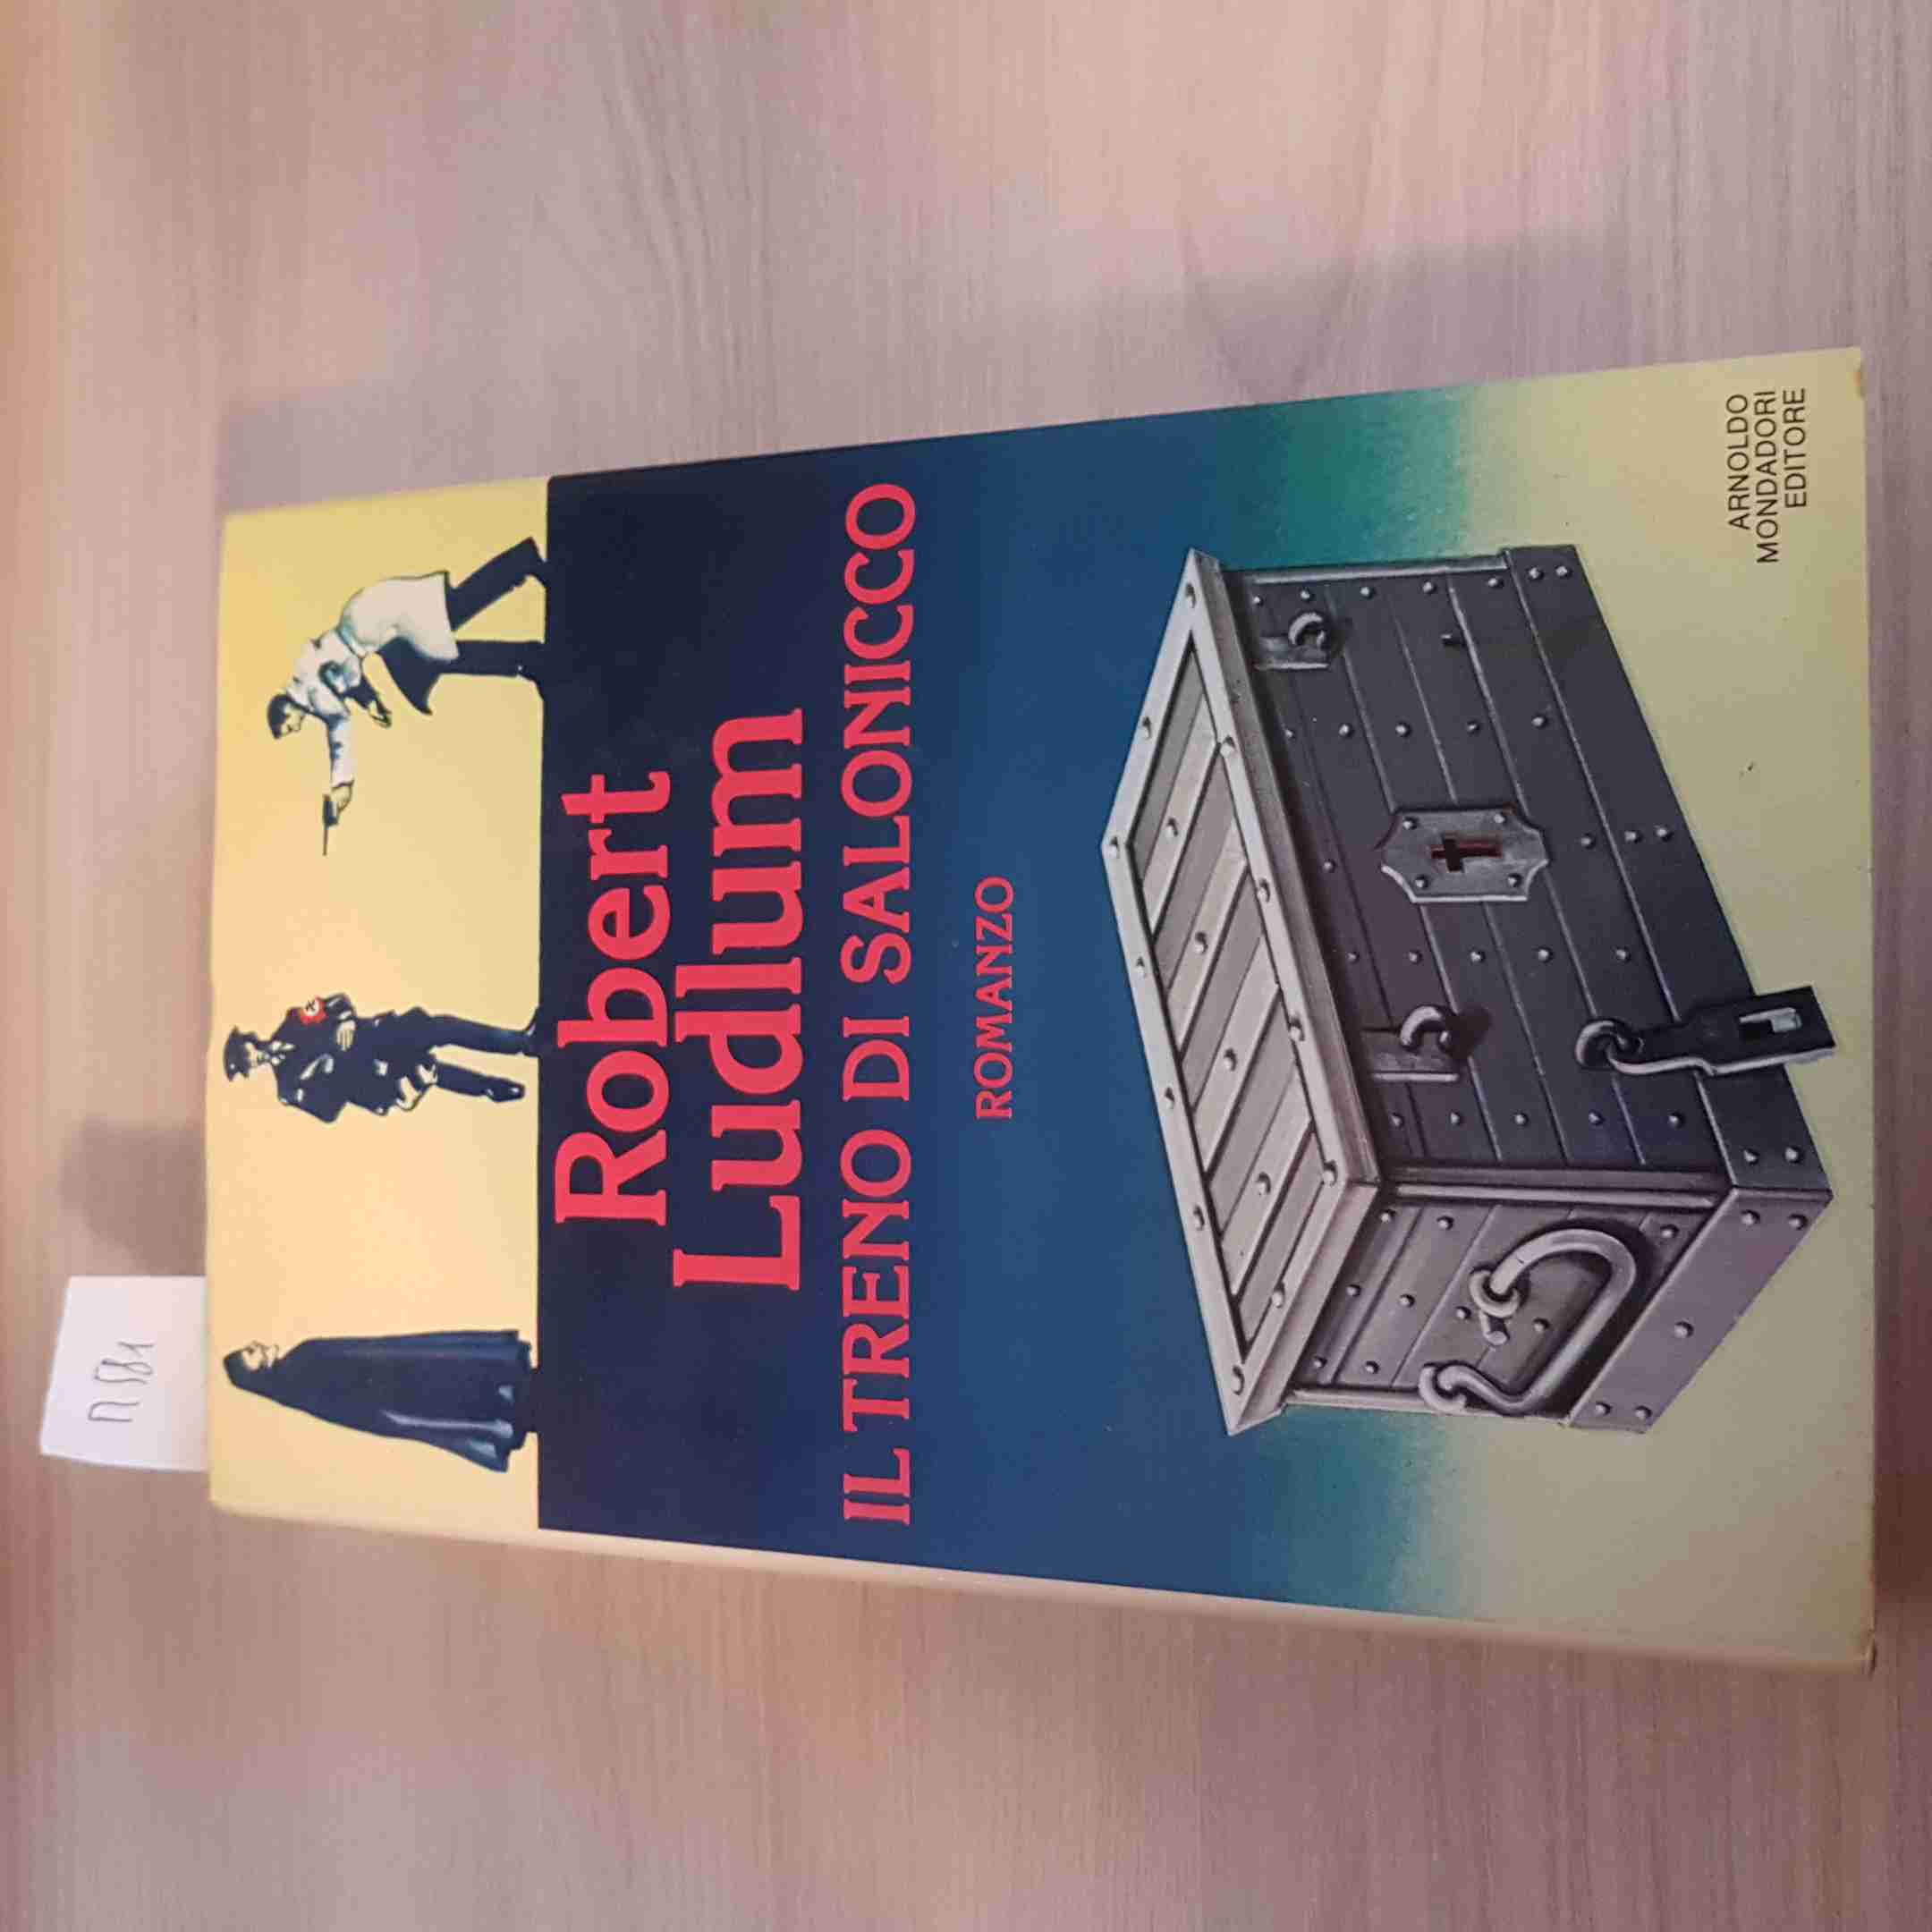 Robert
Ludlum
IL TRENO DI SALONICCO
ROMANZO
ARNOLDO
MONDADORI
EDITORE